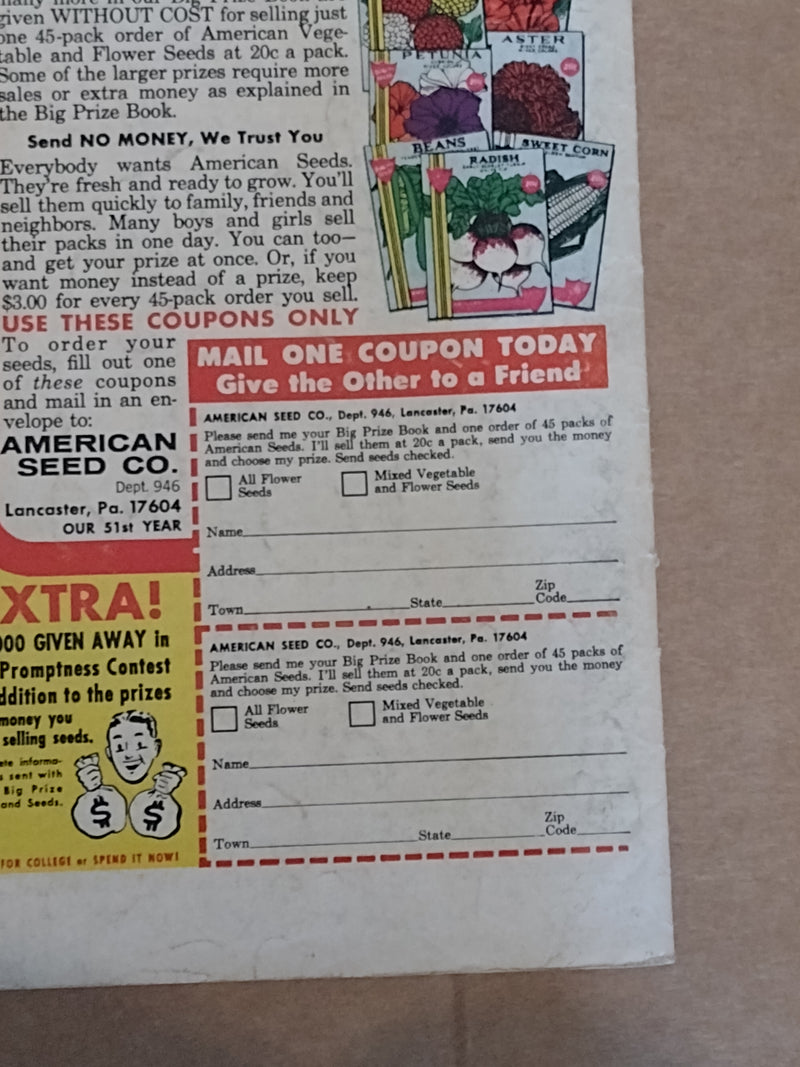 given WITHOUT COST for selling just
one 45-pack order of American Vege-
table and Flower Seeds at 20c a pack.
Some of the larger prizes require more
sales or extra money as explained in
the Big Prize Book.
Send NO MONEY, We Trust You
Everybody wants American Seeds.
They're fresh and ready to grow. You'll
sell them quickly to family, friends and
neighbors. Many boys and girls sell
their packs in one day. You can too—
and get your prize at once. Or, if you
want money instead of a prize, keep
$3.00 for every 45-pack order you sell.
USE THESE COUPONS ONLY
To order your
seeds, fill out one
of these coupons
and mail in an en-
velope to:
AMERICAN
SEED CO.
Dept. 946
Lancaster, Pa. 17604
OUR 51st YEAR
XTRA!
000 GIVEN AWAY in
Promptness Contest
ddition to the prizes
money you
selling seeds.
ete informa-
s sent with
Big Prize
and Seeds.
$ $
FOR COLLEGE or SPEND IT NOW!
ASTER
PETUNIA
BEANS
SWEET CORN
RADISH
MAIL ONE COUPON TODAY
Give the Other to a Friend
AMERICAN SEED CO., Dept. 946, Lancaster, Pa. 17604
Please send me your Big Prize Book and one order of 45 packs of
American Seeds. I'll sell them at 20c a pack, send you the money
and choose my prize. Send seeds checked.
All Flower Seeds
Mixed Vegetable and Flower Seeds
Name
Address
Town State Zip Code
AMERICAN SEED CO., Dept. 946, Lancaster, Pa. 17604
Please send me your Big Prize Book and one order of 45 packs of
American Seeds. I'll sell them at 20c a pack, send you the money
and choose my prize. Send seeds checked.
All Flower Seeds
Mixed Vegetable and Flower Seeds
Name
Address
Town State Zip Code